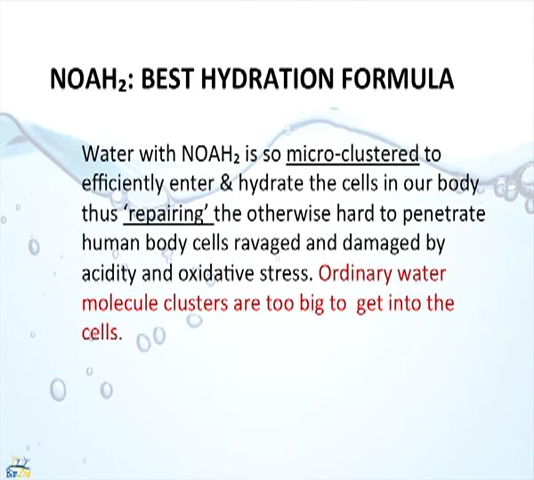 NOAH₂: BEST HYDRATION FORMULA
Water with NOAH₂ is so micro-clustered to
efficiently enter & hydrate the cells in our body
thus ‘repairing’ the otherwise hard to penetrate
human body cells ravaged and damaged by
acidity and oxidative stress. Ordinary water
molecule clusters are too big to get into the
cells.